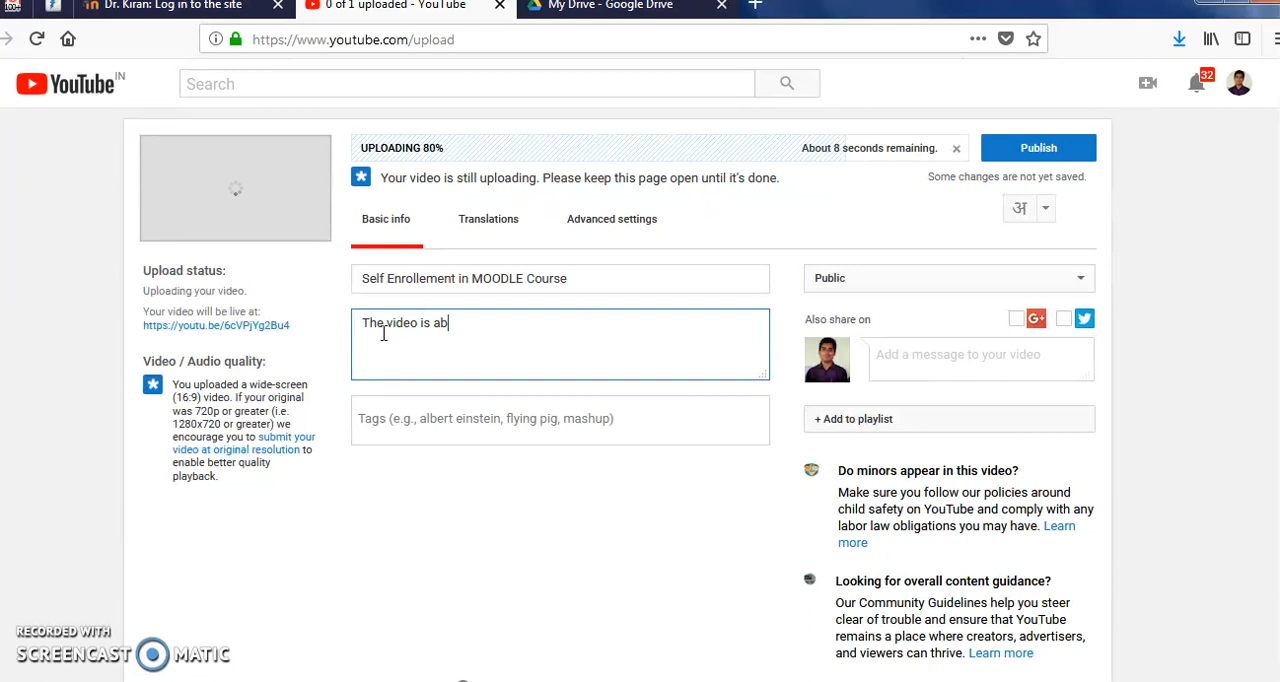 Dr. Kiran: Log in to the site
0 of 1 uploaded - YouTube
My Drive - Google Drive
https://www.youtube.com/upload
YouTube IN
Search
32
UPLOADING 80%
About 8 seconds remaining.
Publish
Your video is still uploading. Please keep this page open until it's done.
Some changes are not yet saved.
Basic info
Translations
Advanced settings
अ
Upload status:
Uploading your video.
Your video will be live at:
https://youtu.be/6cVPjYg2Bu4
Self Enrollement in MOODLE Course
The video is ab
Tags (e.g., albert einstein, flying pig, mashup)
Public
Also share on
G+
Add a message to your video
+ Add to playlist
Video / Audio quality:
You uploaded a wide-screen
(16:9) video. If your original
was 720p or greater (i.e.
1280x720 or greater) we
encourage you to submit your
video at original resolution to
enable better quality
playback.
Do minors appear in this video?
Make sure you follow our policies around
child safety on YouTube and comply with any
labor law obligations you may have. Learn
more
Looking for overall content guidance?
Our Community Guidelines help you steer
clear of trouble and ensure that YouTube
remains a place where creators, advertisers,
and viewers can thrive. Learn more
RECORDED WITH
SCREENCAST MATIC